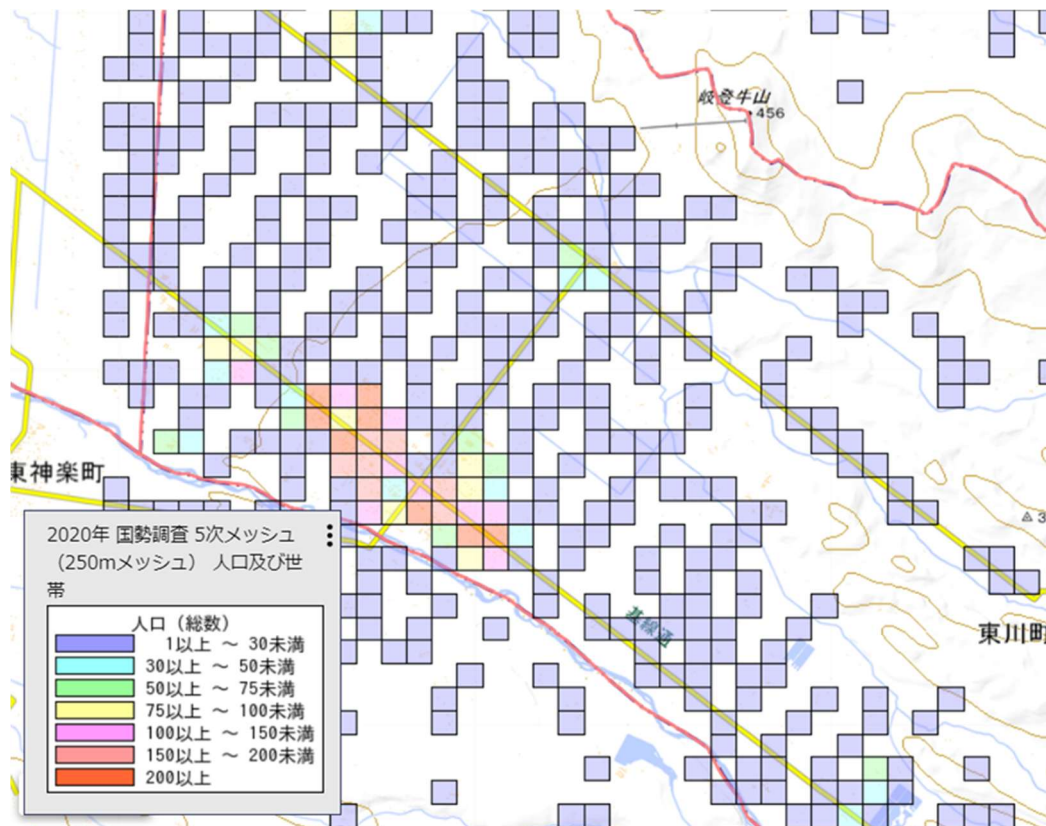 岐登牛山
456
東神楽町
3
東川町
基線通
2020年 国勢調査 5次メッシュ
（250mメッシュ） 人口及び世
帯
人口（総数）
1以上 ～ 30未満
30以上 ～ 50未満
50以上 ～ 75未満
75以上 ～ 100未満
100以上 ～ 150未満
150以上 ～ 200未満
200以上